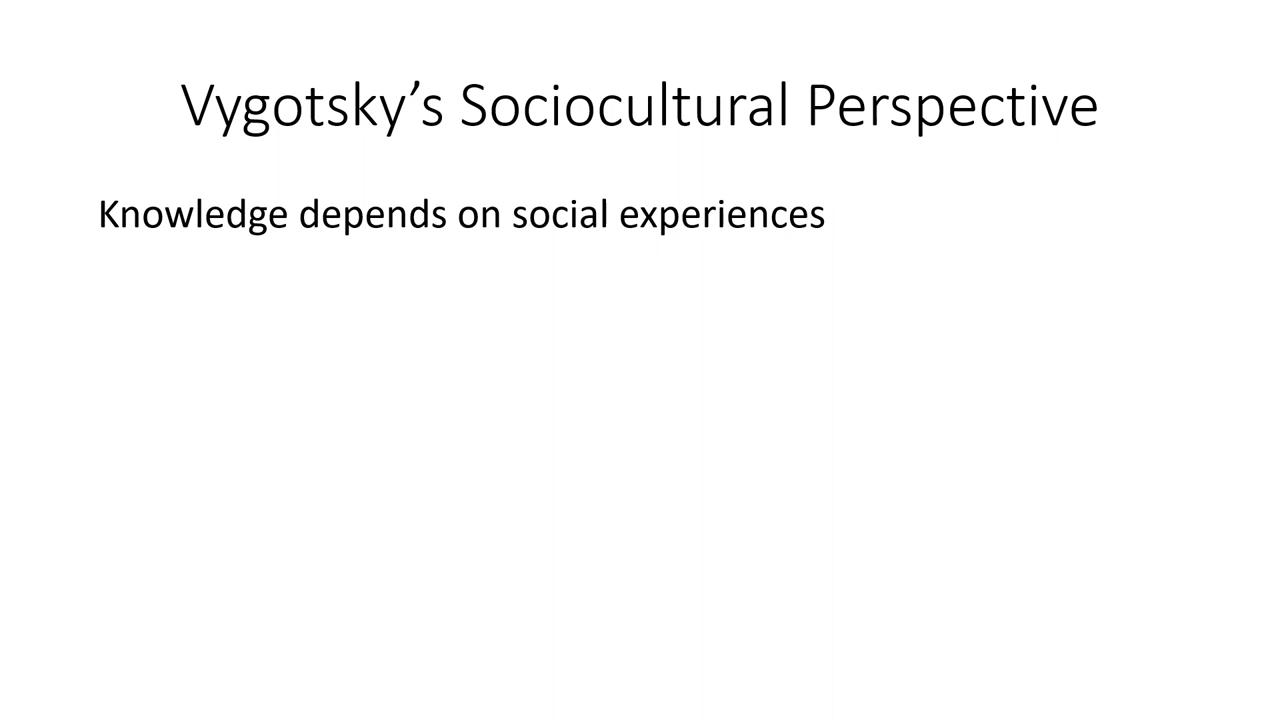 Vygotsky’s Sociocultural Perspective
Knowledge depends on social experiences